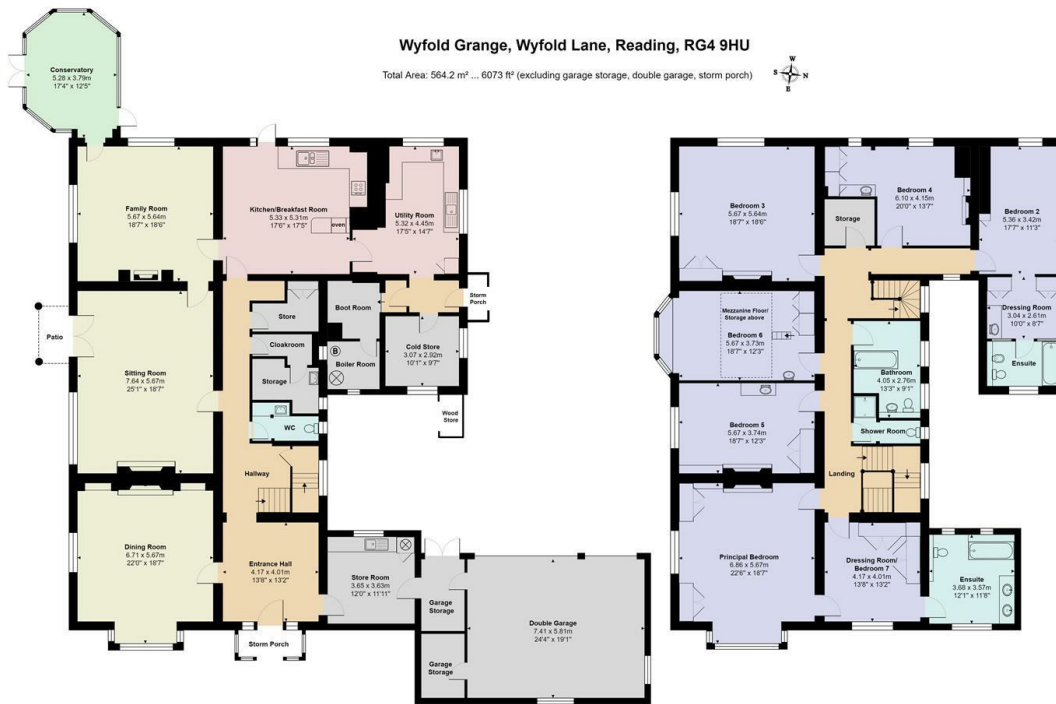 Wyfold Grange, Wyfold Lane, Reading, RG4 9HU
Total Area: 564.2 m² ... 6073 ft² (excluding garage storage, double garage, storm porch)
W
S
N
E
Conservatory
5.28 x 3.79m
17'4" x 12'5"
Family Room
5.67 x 5.64m
18'7" x 18'6"
Kitchen/Breakfast Room
5.33 x 5.31m
17'6" x 17'5"
oven
Utility Room
5.32 x 4.45m
17'5" x 14'7"
Storm
Porch
Patio
Sitting Room
7.64 x 5.67m
25'1" x 18'7"
Store
Cloakroom
Storage
WC
Boot Room
B
Boiler Room
Cold Store
3.07 x 2.92m
10'1" x 9'7"
Wood
Store
Hallway
Dining Room
6.71 x 5.67m
22'0" x 18'7"
Entrance Hall
4.17 x 4.01m
13'8" x 13'2"
Storm Porch
Store Room
3.65 x 3.63m
12'0" x 11'11"
Garage
Storage
Garage
Storage
Double Garage
7.41 x 5.81m
24'4" x 19'1"
Bedroom 3
5.67 x 5.64m
18'7" x 18'6"
Bedroom 4
6.10 x 4.15m
20'0" x 13'7"
Storage
Bedroom 2
5.36 x 3.42m
17'7" x 11'3"
Dressing Room
3.04 x 2.61m
10'0" x 8'7"
Ensuite
Mezzanine Floor/
Storage above
Bedroom 6
5.67 x 3.73m
18'7" x 12'3"
Bathroom
4.05 x 2.76m
13'3" x 9'1"
Shower Room
Bedroom 5
5.67 x 3.74m
18'7" x 12'3"
Landing
Principal Bedroom
6.86 x 5.67m
22'6" x 18'7"
Dressing Room/
Bedroom 7
4.17 x 4.01m
13'8" x 13'2"
Ensuite
3.68 x 3.57m
12'1" x 11'8"